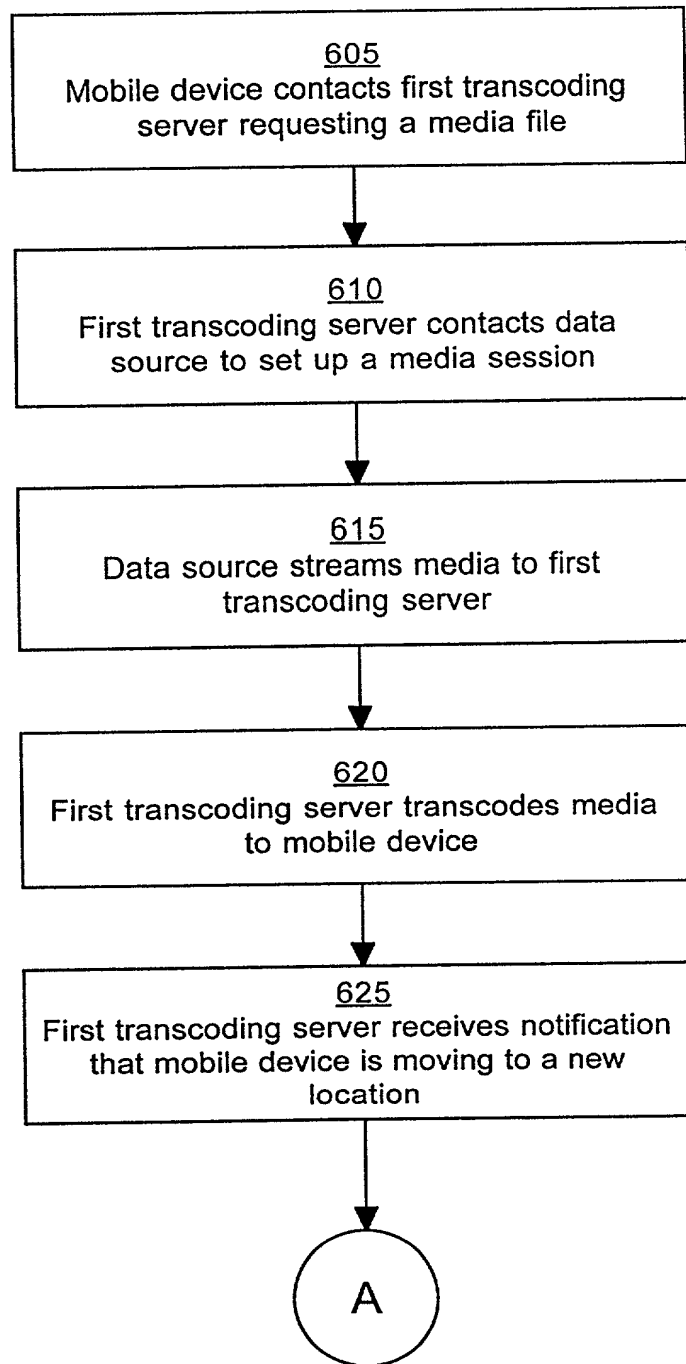 605
Mobile device contacts first transcoding
server requesting a media file
610
First transcoding server contacts data
source to set up a media session
615
Data source streams media to first
transcoding server
620
First transcoding server transcodes media
to mobile device
625
First transcoding server receives notification
that mobile device is moving to a new
location
A